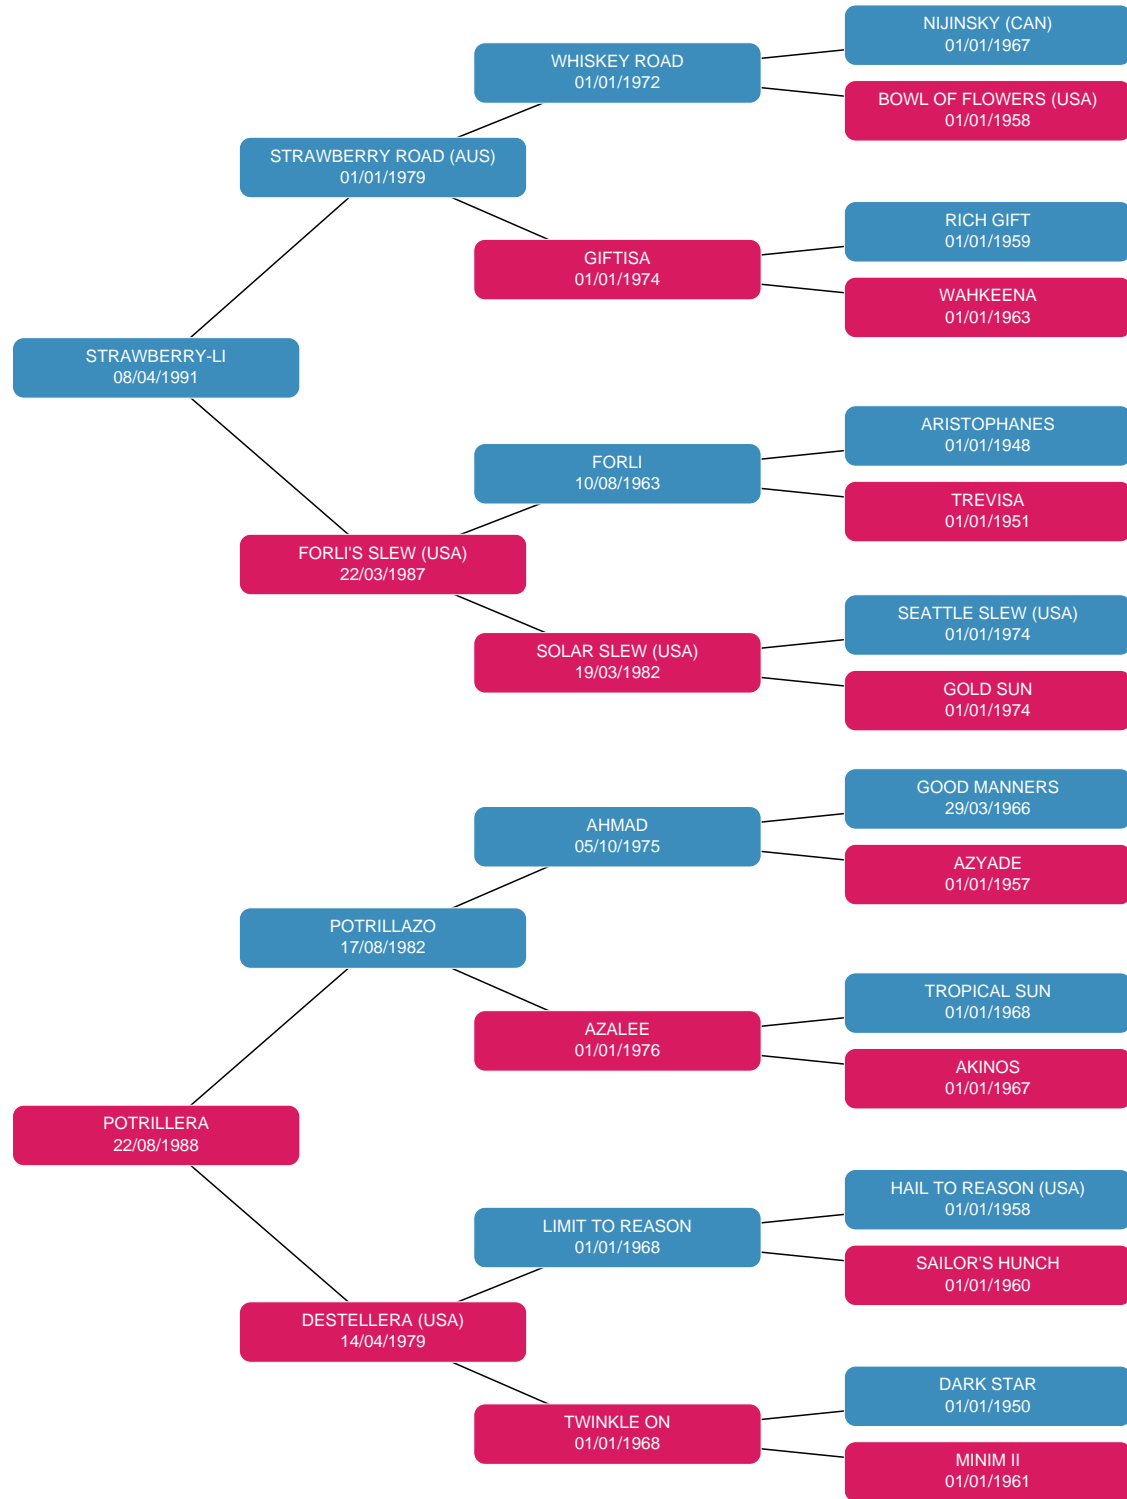 NIJINSKY (CAN)
01/01/1967
WHISKEY ROAD
01/01/1972
BOWL OF FLOWERS (USA)
01/01/1958
STRAWBERRY ROAD (AUS)
01/01/1979
RICH GIFT
01/01/1959
GIFTISA
01/01/1974
WAHKEENA
01/01/1963
STRAWBERRY-LI
08/04/1991
ARISTOPHANES
01/01/1948
FORLI
10/08/1963
TREVISA
01/01/1951
FORLI'S SLEW (USA)
22/03/1987
SEATTLE SLEW (USA)
01/01/1974
SOLAR SLEW (USA)
19/03/1982
GOLD SUN
01/01/1974
GOOD MANNERS
29/03/1966
AHMAD
05/10/1975
AZYADE
01/01/1957
POTRILLAZO
17/08/1982
TROPICAL SUN
01/01/1968
AZALEE
01/01/1976
AKINOS
01/01/1967
POTRILLERA
22/08/1988
HAIL TO REASON (USA)
01/01/1958
LIMIT TO REASON
01/01/1968
SAILOR'S HUNCH
01/01/1960
DESTELLERA (USA)
14/04/1979
DARK STAR
01/01/1950
TWINKLE ON
01/01/1968
MINIM II
01/01/1961